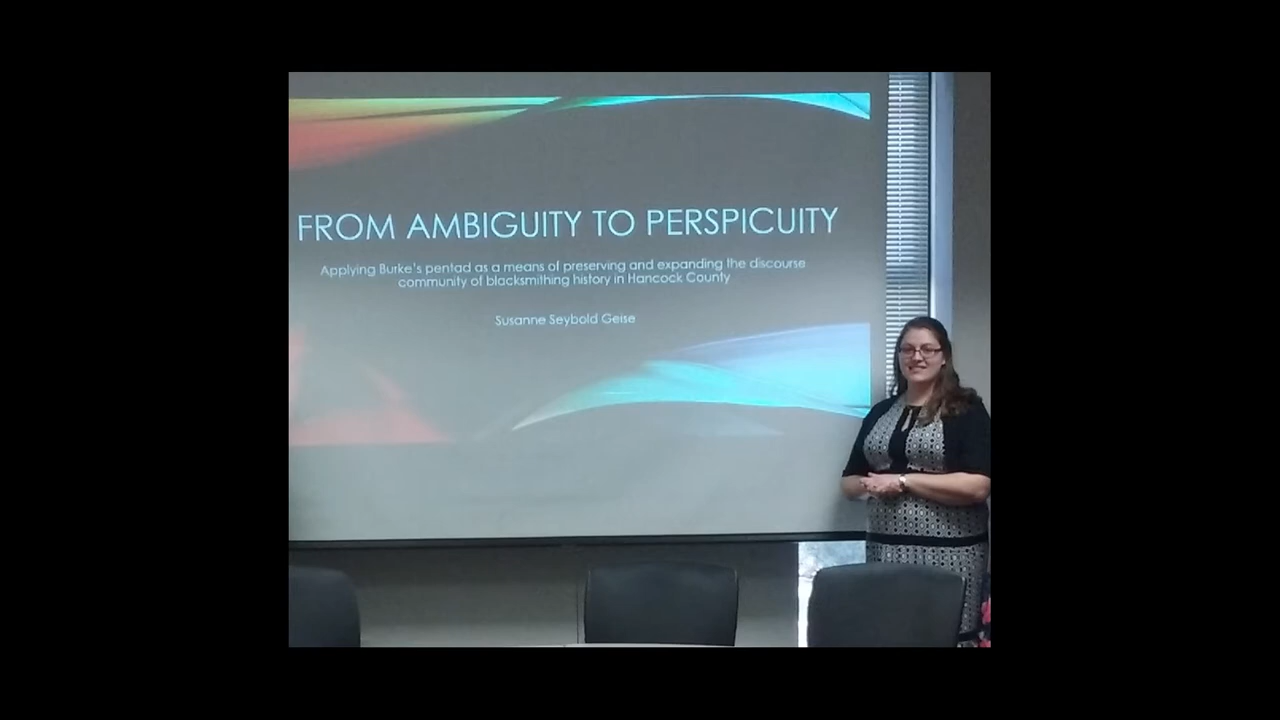 FROM AMBIGUITY TO PERSPICUITY
Applying Burke's pentad as a means of preserving and expanding the discourse
community of blacksmithing history in Hancock County
Susanne Seybold Geise